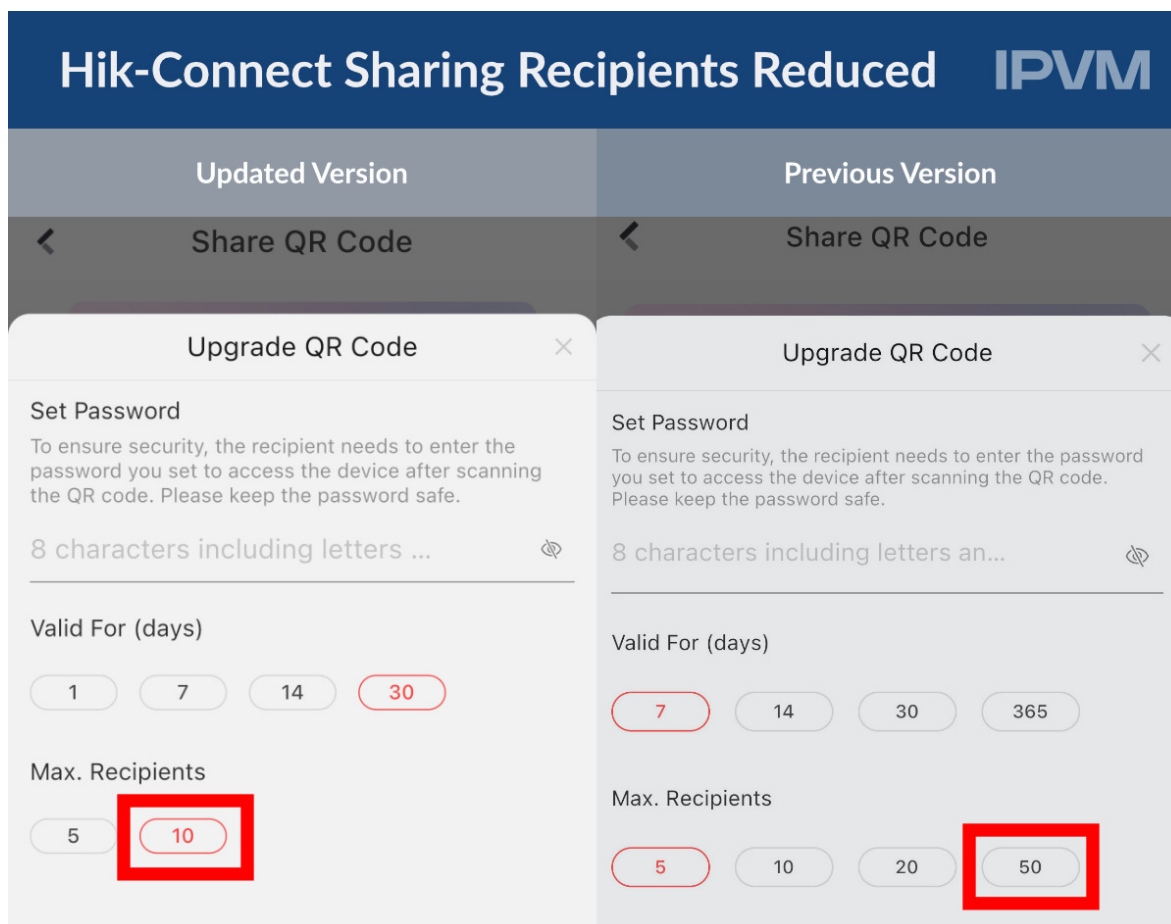 Hik-Connect Sharing Recipients Reduced
IPVM
Updated Version
Share QR Code
Upgrade QR Code
Set Password
To ensure security, the recipient needs to enter the
password you set to access the device after scanning
the QR code. Please keep the password safe.
8 characters including letters ...
Valid For (days)
1 7 14 30
Max. Recipients
5 10
Previous Version
Share QR Code
Upgrade QR Code
Set Password
To ensure security, the recipient needs to enter the password
you set to access the device after scanning the QR code.
Please keep the password safe.
8 characters including letters an...
Valid For (days)
7 14 30 365
Max. Recipients
5 10 20 50